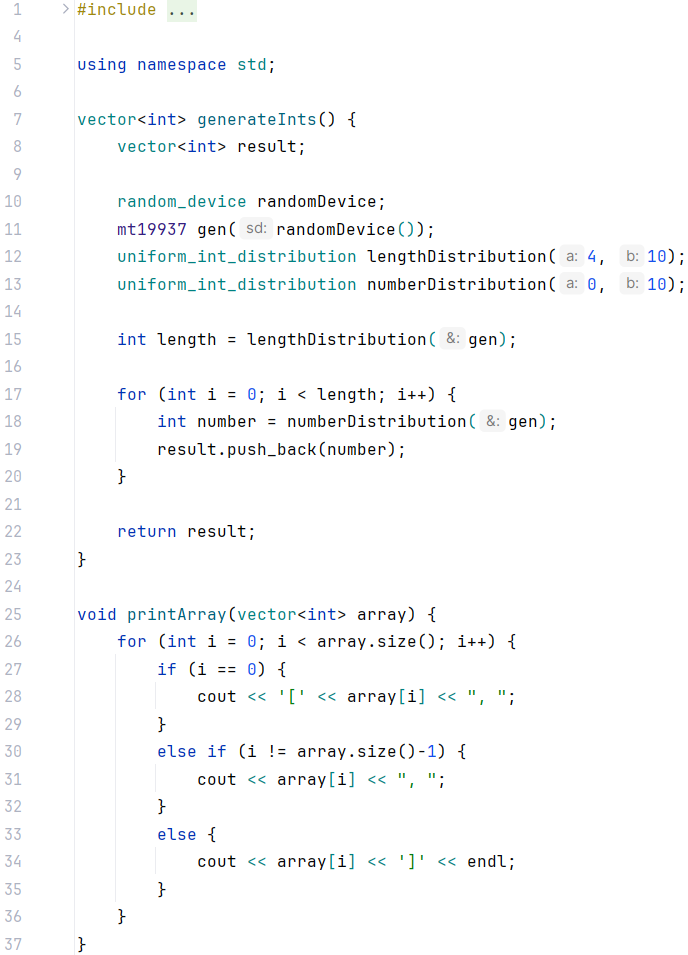 1 #include ...
4
5 using namespace std;
6
7 vector<int> generateInts() {
8     vector<int> result;
9
10     random_device randomDevice;
11     mt19937 gen( sd: randomDevice());
12     uniform_int_distribution lengthDistribution( a: 4, b: 10);
13     uniform_int_distribution numberDistribution( a: 0, b: 10);
14
15     int length = lengthDistribution( &: gen);
16
17     for (int i = 0; i < length; i++) {
18         int number = numberDistribution( &: gen);
19         result.push_back(number);
20     }
21
22     return result;
23 }
24
25 void printArray(vector<int> array) {
26     for (int i = 0; i < array.size(); i++) {
27         if (i == 0) {
28             cout << '[' << array[i] << ", ";
29         }
30         else if (i != array.size()-1) {
31             cout << array[i] << ", ";
32         }
33         else {
34             cout << array[i] << ']' << endl;
35         }
36     }
37 }